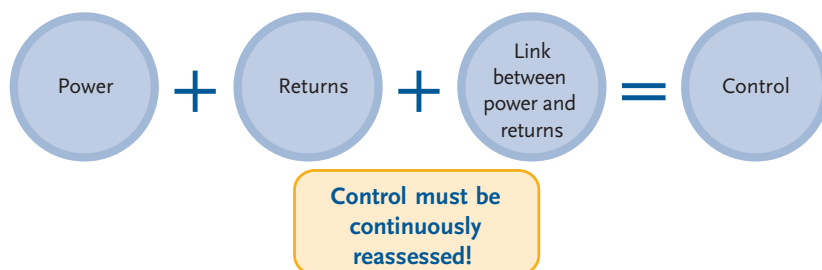 Power
+
Returns
+
Link
between
power and
returns
=
Control
Control must be
continuously
reassessed!